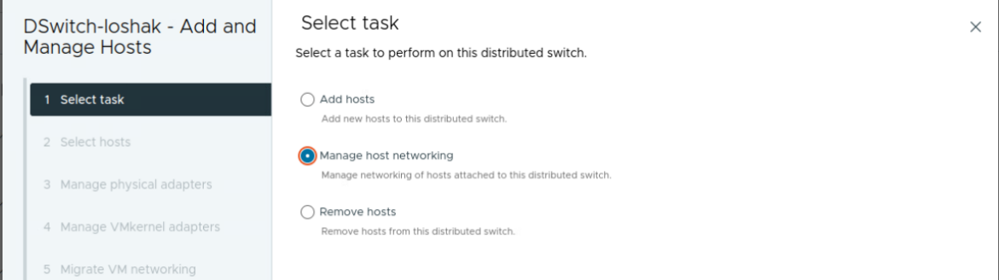 DSwitch-loshak - Add and
Manage Hosts
1 Select task
2 Select hosts
3 Manage physical adapters
4 Manage VMkernel adapters
5 Migrate VM networking
Select task
Select a task to perform on this distributed switch.
Add hosts
Add new hosts to this distributed switch.
Manage host networking
Manage networking of hosts attached to this distributed switch.
Remove hosts
Remove hosts from this distributed switch.